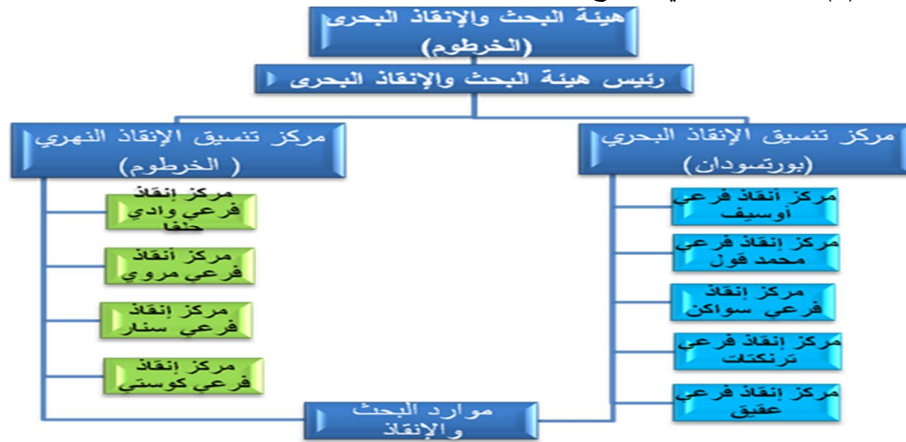 هيئة البحث والإنقاذ البحرى
(الخرطوم)
رئيس هيئة البحث والإنقاذ البحرى
مركز تنسيق الإنقاذ البحري
(بورتسودان)
مركز أنقاذ فرعي
أوسيف
مركز إنقاذ فرعي
محمد قول
مركز إنقاذ
فرعي سواكن
مركز إنقاذ فرعي
ترنكتات
مركز إنقاذ فرعي
عقيق
مركز تنسيق الإنقاذ النهري
( الخرطوم)
مركز إنقاذ
فرعي وادي
حلفا
مركز أنقاذ
فرعي مروي
مركز إنقاذ
فرعي سنار
مركز إنقاذ
فرعي كوستي
موارد البحث
والإنقاذ